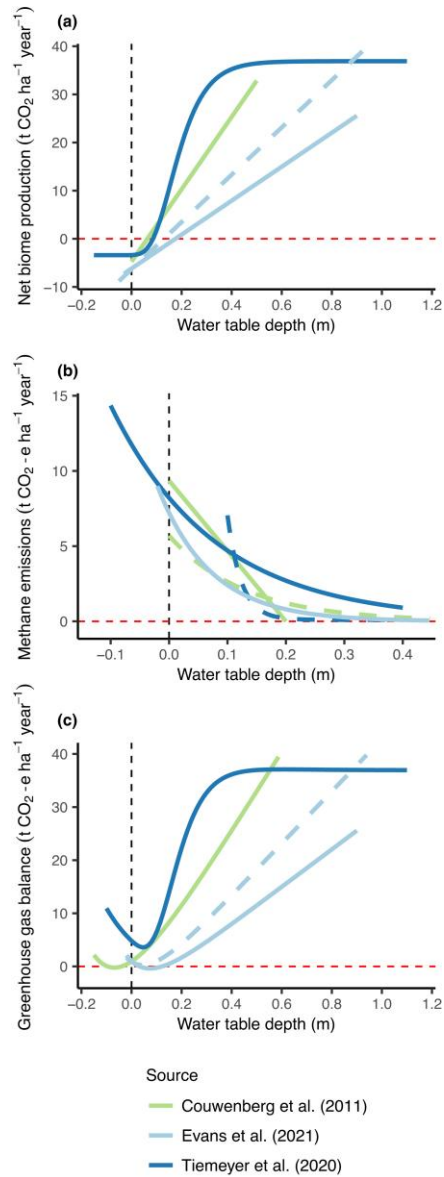 (a)
Net biome production (t CO₂ ha⁻¹ year⁻¹)
40
30
20
10
0
−10
−0.2 0.0 0.2 0.4 0.6 0.8 1.0 1.2
Water table depth (m)
(b)
Methane emissions (t CO₂ - e ha⁻¹ year⁻¹)
15
10
5
0
−0.1 0.0 0.1 0.2 0.3 0.4
Water table depth (m)
(c)
Greenhouse gas balance (t CO₂ - e ha⁻¹ year⁻¹)
40
30
20
10
0
−0.2 0.0 0.2 0.4 0.6 0.8 1.0 1.2
Water table depth (m)
Source
Couwenberg et al. (2011)
Evans et al. (2021)
Tiemeyer et al. (2020)